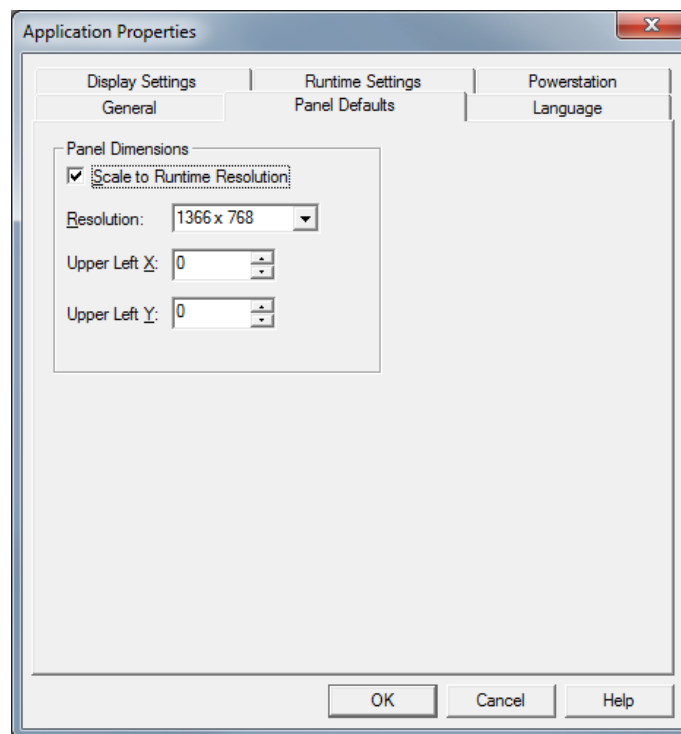 Application Properties
Display Settings
Runtime Settings
Powerstation
General
Panel Defaults
Language
Panel Dimensions
Scale to Runtime Resolution
Resolution: 1366 x 768
Upper Left X: 0
Upper Left Y: 0
OK
Cancel
Help